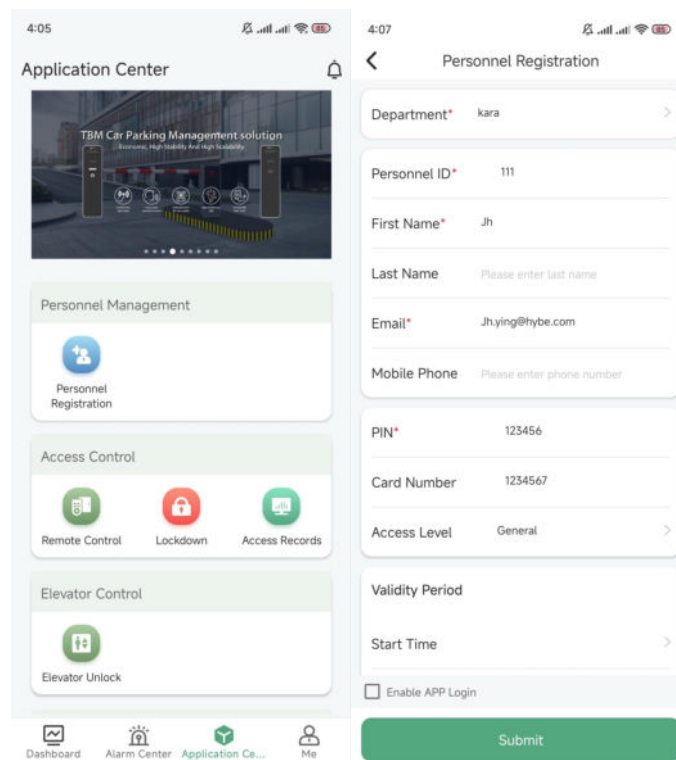 4:05
85
Application Center
TBM Car Parking Management solution
Economic, High Stability And High Scalability
Personnel Management
Personnel
Registration
Access Control
Remote Control
Lockdown
Access Records
Elevator Control
Elevator Unlock
Dashboard
Alarm Center
Application Ce...
Me
4:07
85
Personnel Registration
Department* kara
Personnel ID* 111
First Name* Jh
Last Name Please enter last name
Email* Jh.ying@hybe.com
Mobile Phone Please enter phone number
PIN* 123456
Card Number 1234567
Access Level General
Validity Period
Start Time
Enable APP Login
Submit